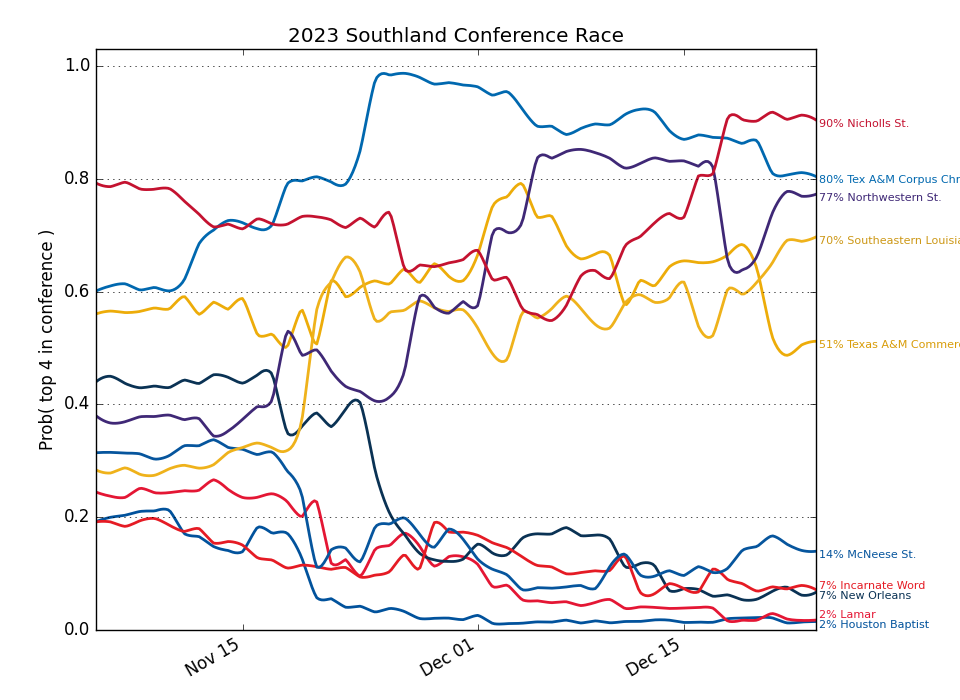 2023 Southland Conference Race
Prob( top 4 in conference )
1.0
0.8
0.6
0.4
0.2
0.0
Nov 15
Dec 01
Dec 15
90% Nicholls St.
80% Tex A&M Corpus Chr
77% Northwestern St.
70% Southeastern Louisia
51% Texas A&M Commerc
14% McNeese St.
7% Incarnate Word
7% New Orleans
2% Lamar
2% Houston Baptist